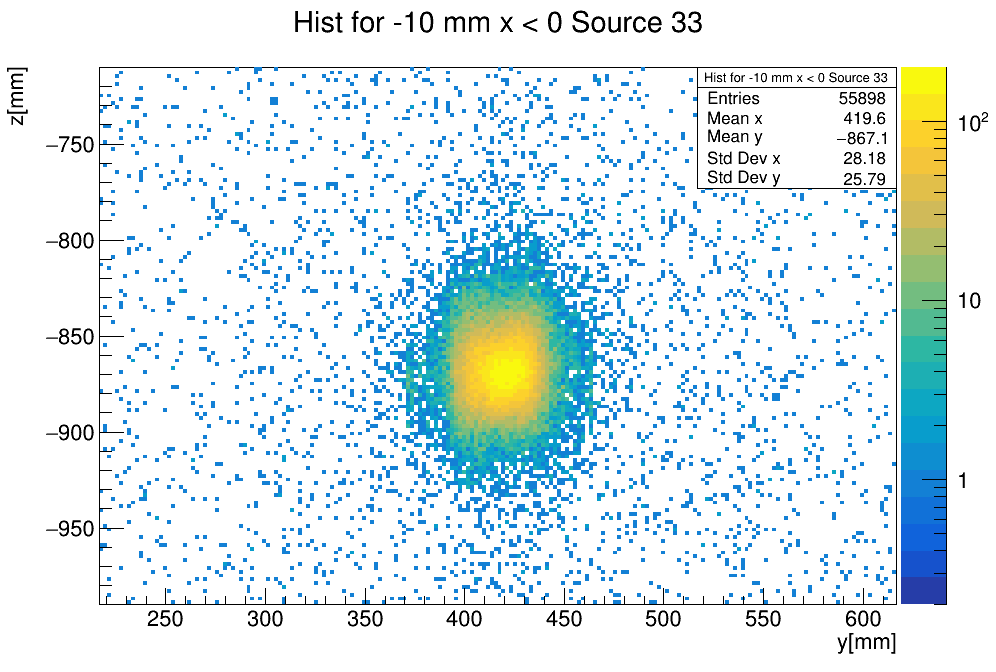 Hist for -10 mm x < 0 Source 33
z[mm]
Hist for -10 mm x < 0 Source 33
Entries 55898
Mean x 419.6
Mean y −867.1
Std Dev x 28.18
Std Dev y 25.79
−750
−800
−850
−900
−950
10²
10
1
250 300 350 400 450 500 550 600
y[mm]